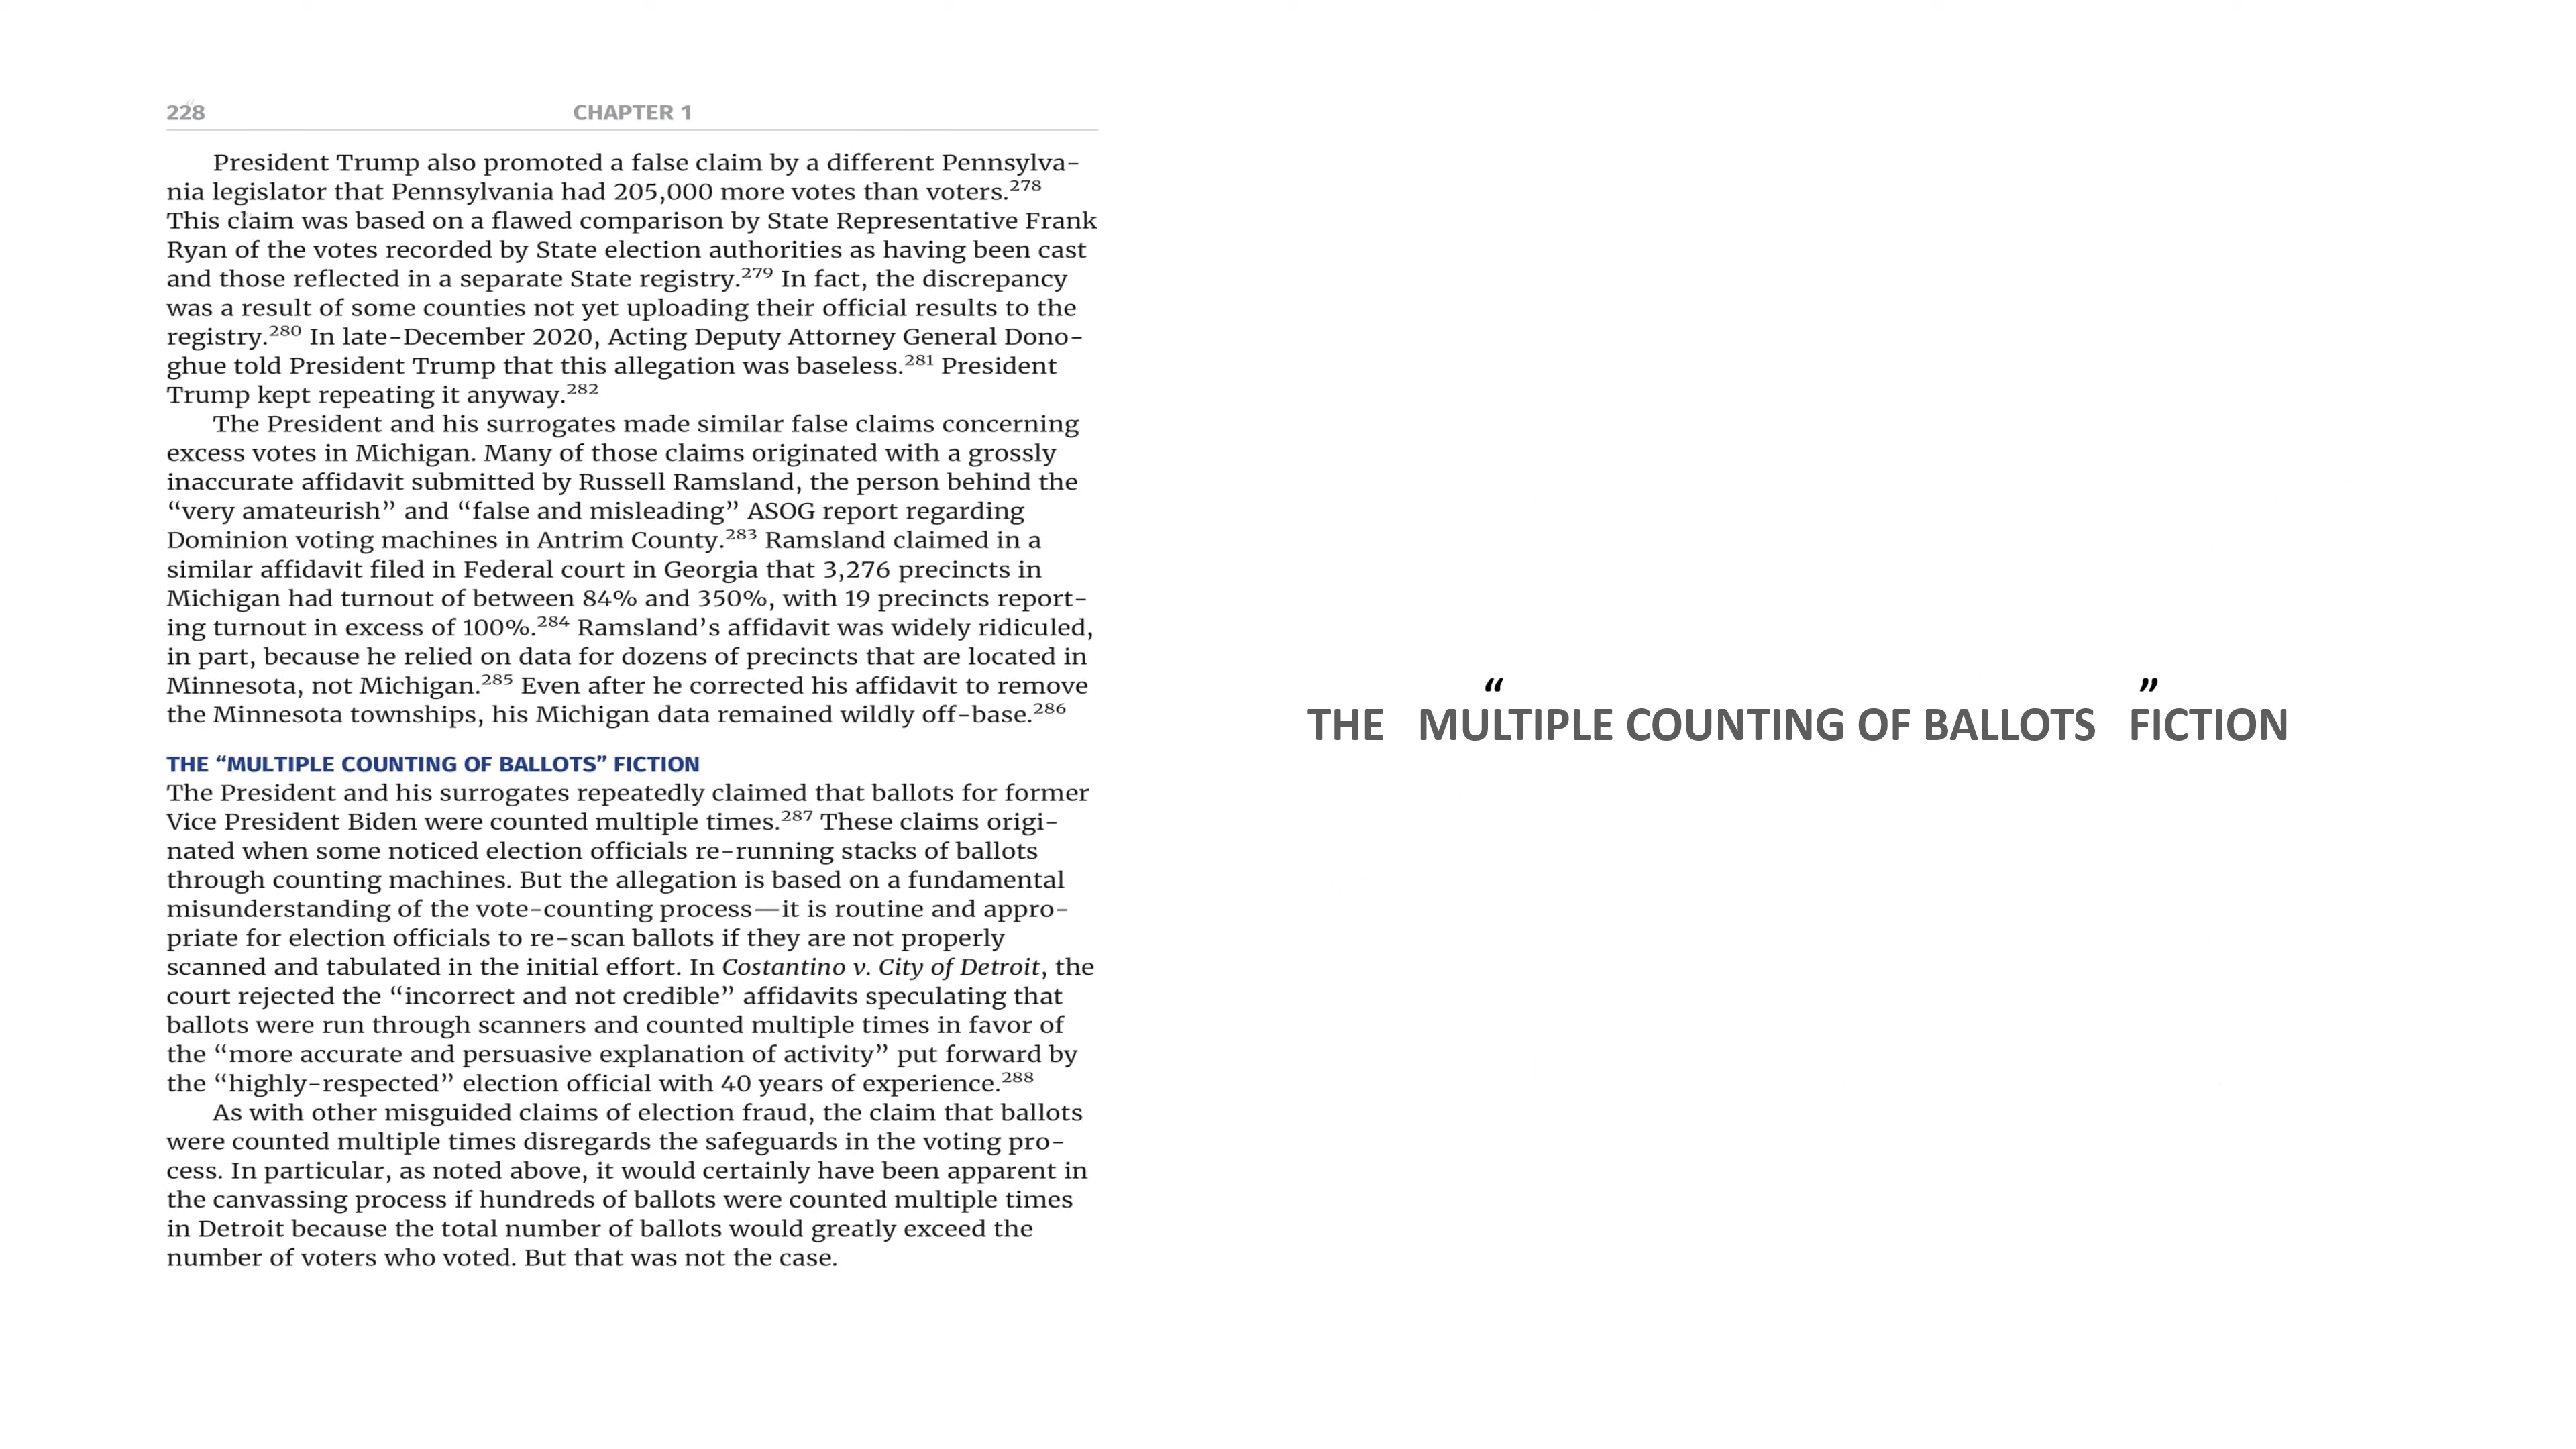 228 CHAPTER 1
President Trump also promoted a false claim by a different Pennsylva-
nia legislator that Pennsylvania had 205,000 more votes than voters.278
This claim was based on a flawed comparison by State Representative Frank
Ryan of the votes recorded by State election authorities as having been cast
and those reflected in a separate State registry.279 In fact, the discrepancy
was a result of some counties not yet uploading their official results to the
registry.280 In late-December 2020, Acting Deputy Attorney General Dono-
ghue told President Trump that this allegation was baseless.281 President
Trump kept repeating it anyway.282
The President and his surrogates made similar false claims concerning
excess votes in Michigan. Many of those claims originated with a grossly
inaccurate affidavit submitted by Russell Ramsland, the person behind the
“very amateurish” and “false and misleading” ASOG report regarding
Dominion voting machines in Antrim County.283 Ramsland claimed in a
similar affidavit filed in Federal court in Georgia that 3,276 precincts in
Michigan had turnout of between 84% and 350%, with 19 precincts report-
ing turnout in excess of 100%.284 Ramsland’s affidavit was widely ridiculed,
in part, because he relied on data for dozens of precincts that are located in
Minnesota, not Michigan.285 Even after he corrected his affidavit to remove
the Minnesota townships, his Michigan data remained wildly off-base.286
THE “MULTIPLE COUNTING OF BALLOTS” FICTION
The President and his surrogates repeatedly claimed that ballots for former
Vice President Biden were counted multiple times.287 These claims origi-
nated when some noticed election officials re-running stacks of ballots
through counting machines. But the allegation is based on a fundamental
misunderstanding of the vote-counting process—it is routine and appro-
priate for election officials to re-scan ballots if they are not properly
scanned and tabulated in the initial effort. In Costantino v. City of Detroit, the
court rejected the “incorrect and not credible” affidavits speculating that
ballots were run through scanners and counted multiple times in favor of
the “more accurate and persuasive explanation of activity” put forward by
the “highly-respected” election official with 40 years of experience.288
As with other misguided claims of election fraud, the claim that ballots
were counted multiple times disregards the safeguards in the voting pro-
cess. In particular, as noted above, it would certainly have been apparent in
the canvassing process if hundreds of ballots were counted multiple times
in Detroit because the total number of ballots would greatly exceed the
number of voters who voted. But that was not the case.
“ ”
THE MULTIPLE COUNTING OF BALLOTS FICTION